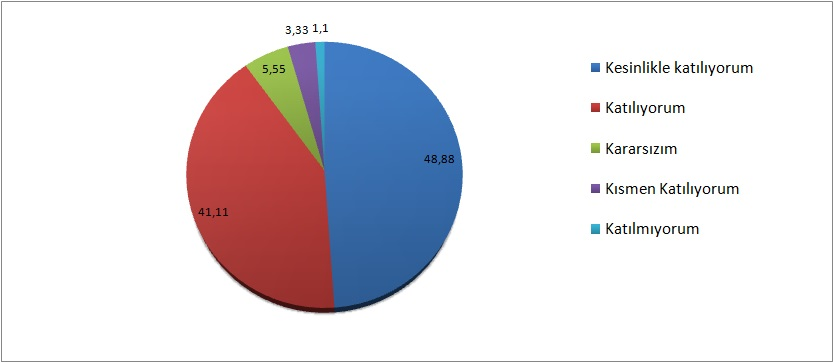 3,33 1,1
5,55
48,88
41,11
Kesinlikle katılıyorum
Katılıyorum
Kararsızım
Kısmen Katılıyorum
Katılmıyorum